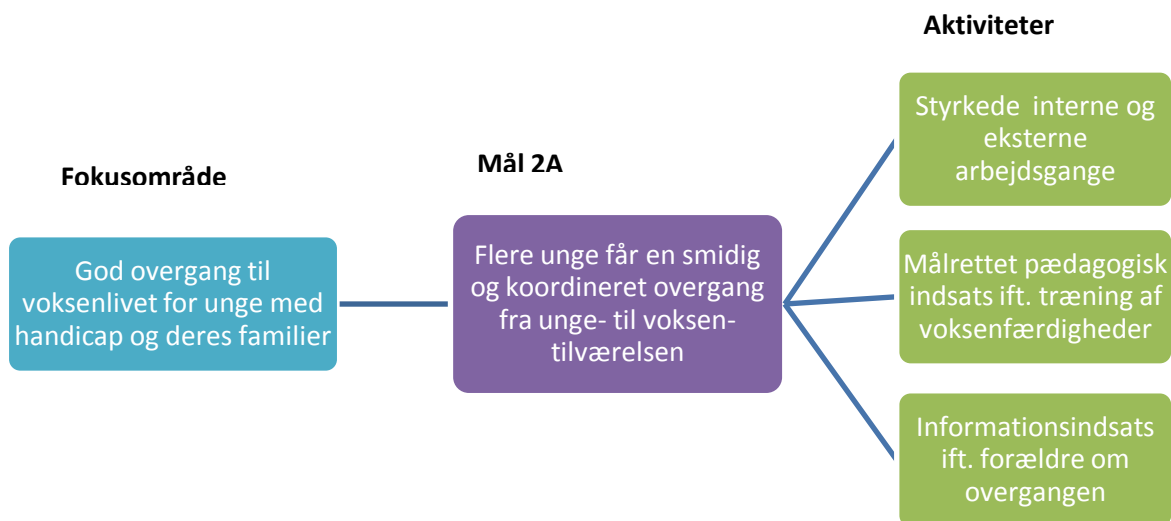 Fokusområde
God overgang til
voksenlivet for unge med
handicap og deres familier
Mål 2A
Flere unge får en smidig
og koordineret overgang
fra unge- til voksen-
tilværelsen
Aktiviteter
Styrkede interne og
eksterne
arbejdsgange
Målrettet pædagogisk
indsats ift. træning af
voksenfærdigheder
Informationsindsats
ift. forældre om
overgangen